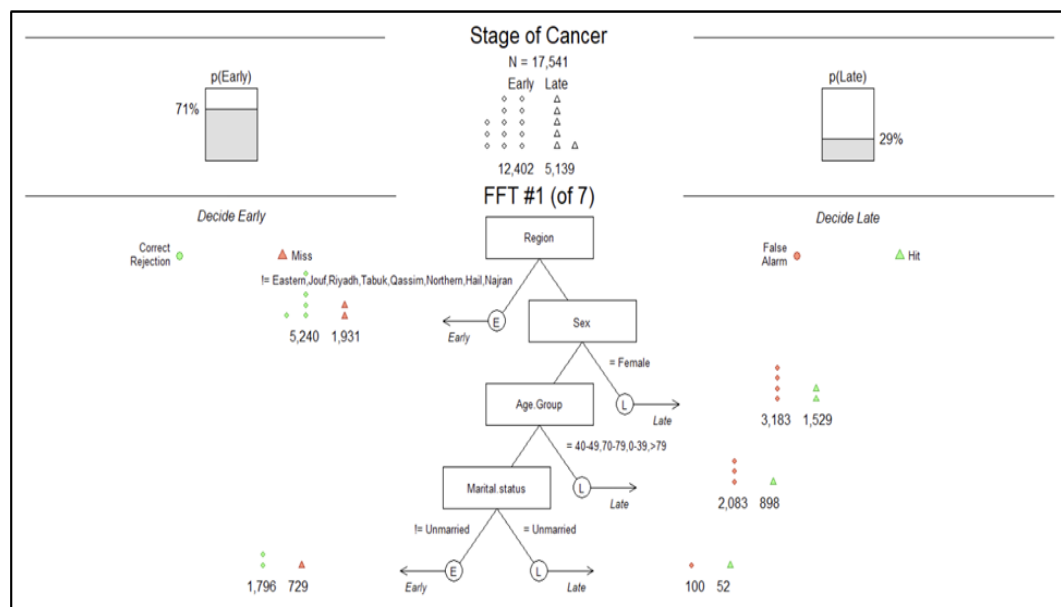 Stage of Cancer
N = 17,541
p(Early)
Early Late
p(Late)
71%
29%
12,402 5,139
FFT #1 (of 7)
Decide Early
Decide Late
Region
Correct
Rejection
Miss
False
Alarm
Hit
!= Eastern,Jouf,Riyadh,Tabuk,Qassim,Northern,Hail,Najran
E
Early
5,240 1,931
Sex
= Female
Age.Group
L
Late
3,183 1,529
= 40-49,70-79,0-39,>79
Marital.status
L
Late
2,083 898
!= Unmarried
= Unmarried
E
Early
L
Late
1,796 729
100 52